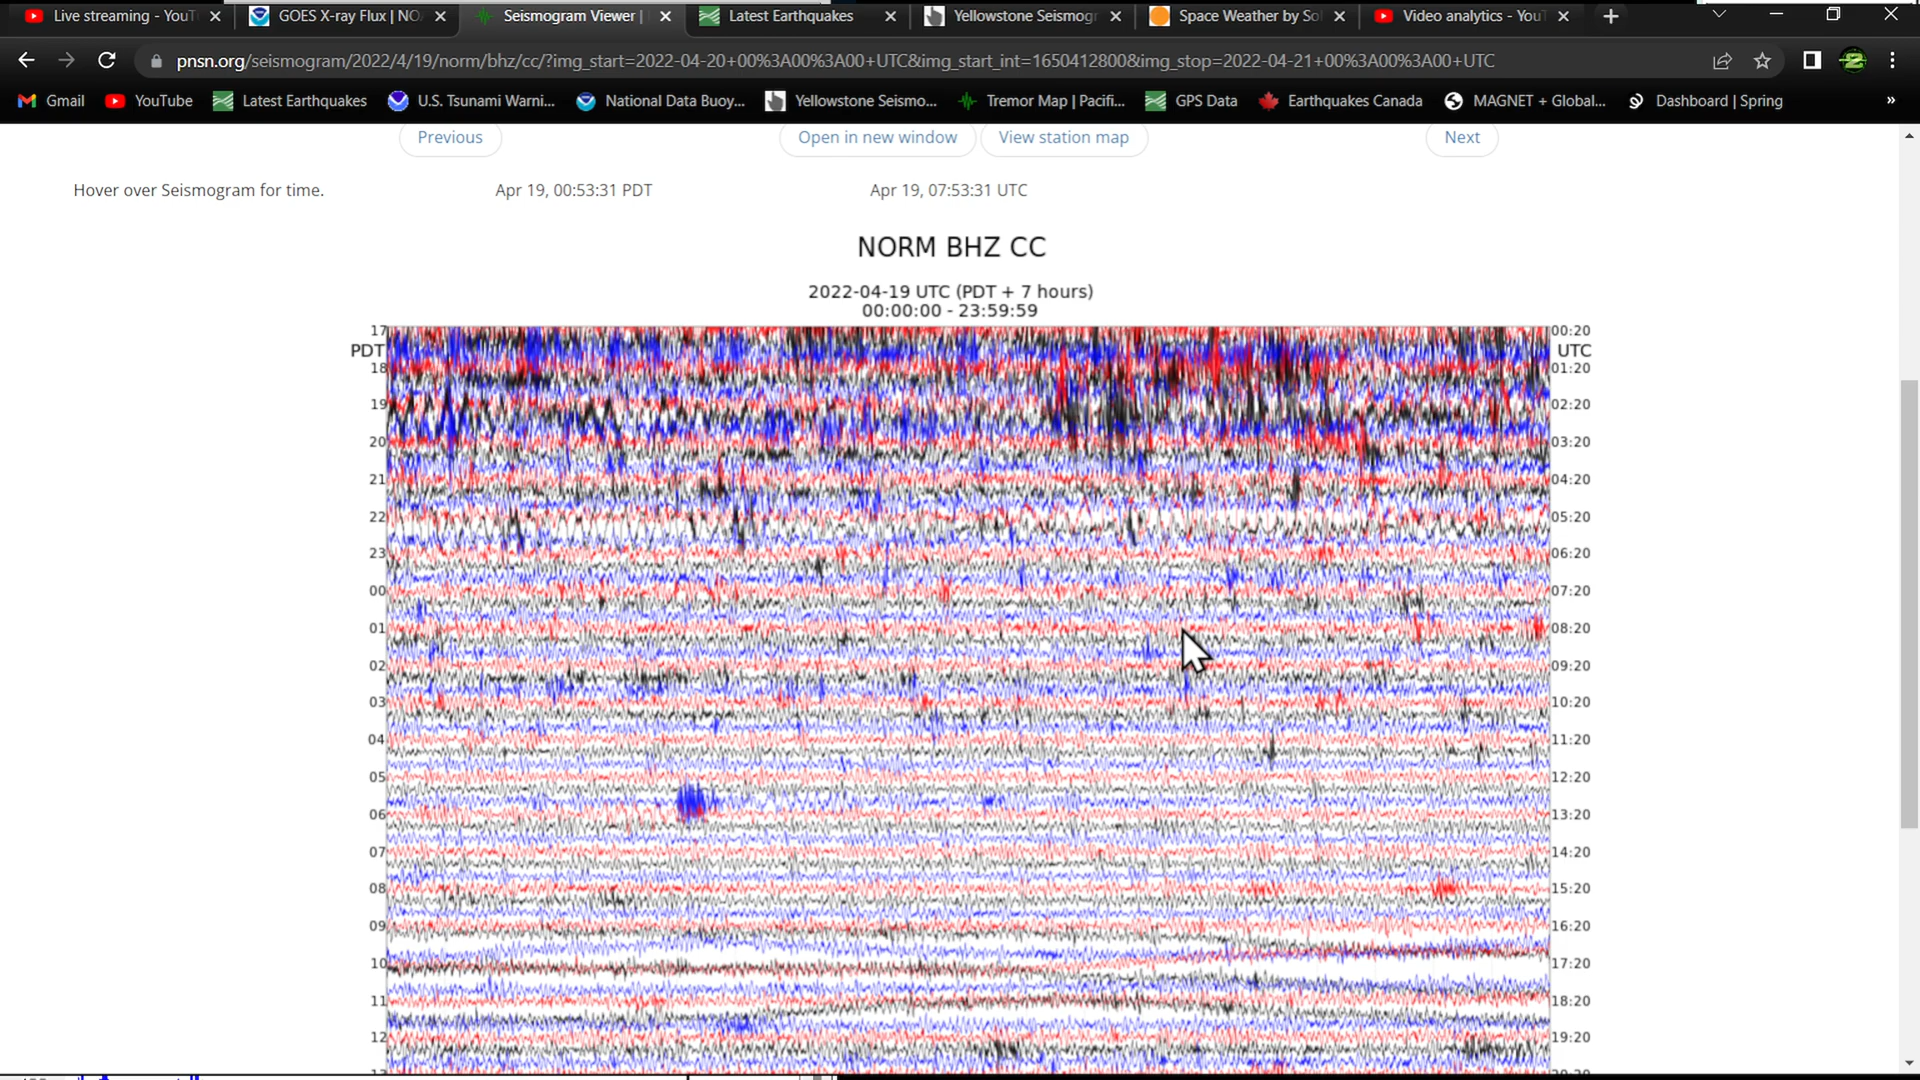 Live streaming - YouT
GOES X-ray Flux | NO
Seismogram Viewer |
Latest Earthquakes
Yellowstone Seismogr
Space Weather by Sol
Video analytics - YouT
pnsn.org/seismogram/2022/4/19/norm/bhz/cc/?img_start=2022-04-20+00%3A00%3A00+UTC&img_start_int=1650412800&img_stop=2022-04-21+00%3A00%3A00+UTC
Gmail
YouTube
Latest Earthquakes
U.S. Tsunami Warni...
National Data Buoy...
Yellowstone Seismo...
Tremor Map | Pacifi...
GPS Data
Earthquakes Canada
MAGNET + Global...
Dashboard | Spring
»
Previous
Open in new window
View station map
Next
Hover over Seismogram for time.
Apr 19, 00:53:31 PDT
Apr 19, 07:53:31 UTC
NORM BHZ CC
2022-04-19 UTC (PDT + 7 hours)
00:00:00 - 23:59:59
17 00:20
PDT UTC
18 01:20
19 02:20
20 03:20
21 04:20
22 05:20
23 06:20
00 07:20
01 08:20
02 09:20
03 10:20
04 11:20
05 12:20
06 13:20
07 14:20
08 15:20
09 16:20
10 17:20
11 18:20
12 19:20